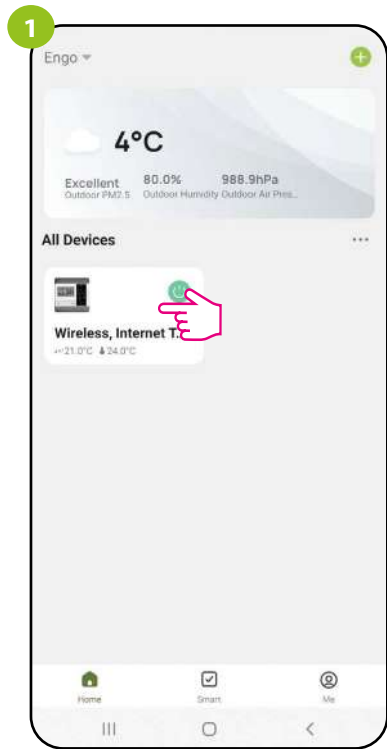 1
Engo
4°C
Excellent 80.0% 988.9hPa
Outdoor PM2.5 Outdoor Humidity Outdoor Air Pres...
All Devices
Wireless, Internet T...
21.0°C 24.0°C
Home Smart Me